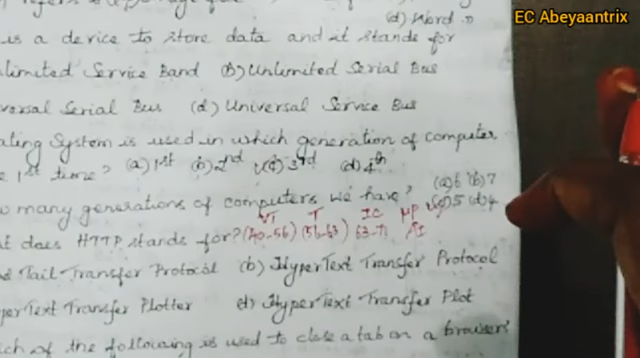 EC Abeyaantrix
(d) Word
is a device to store data and it stands for
limited Service Band (b) Unlimited Serial Bus
versal Serial Bus (d) Universal Service Bus
ating System is used in which generation of computer
1st time? (a) 1st (b) 2nd (c) 3rd (d) 4th
many generations of computers we have? (a) 6 (b) 7
(c) 5 (d) 4
VT T IC μP
t does HTTP stands for? (40-56) (56-63) 63-71 AI
Tail Transfer Protocol (b) HyperText Transfer Protocol
perText Transfer Plotter (d) HyperText Transfer Plot
ch of the following is used to close a tab on a browser?